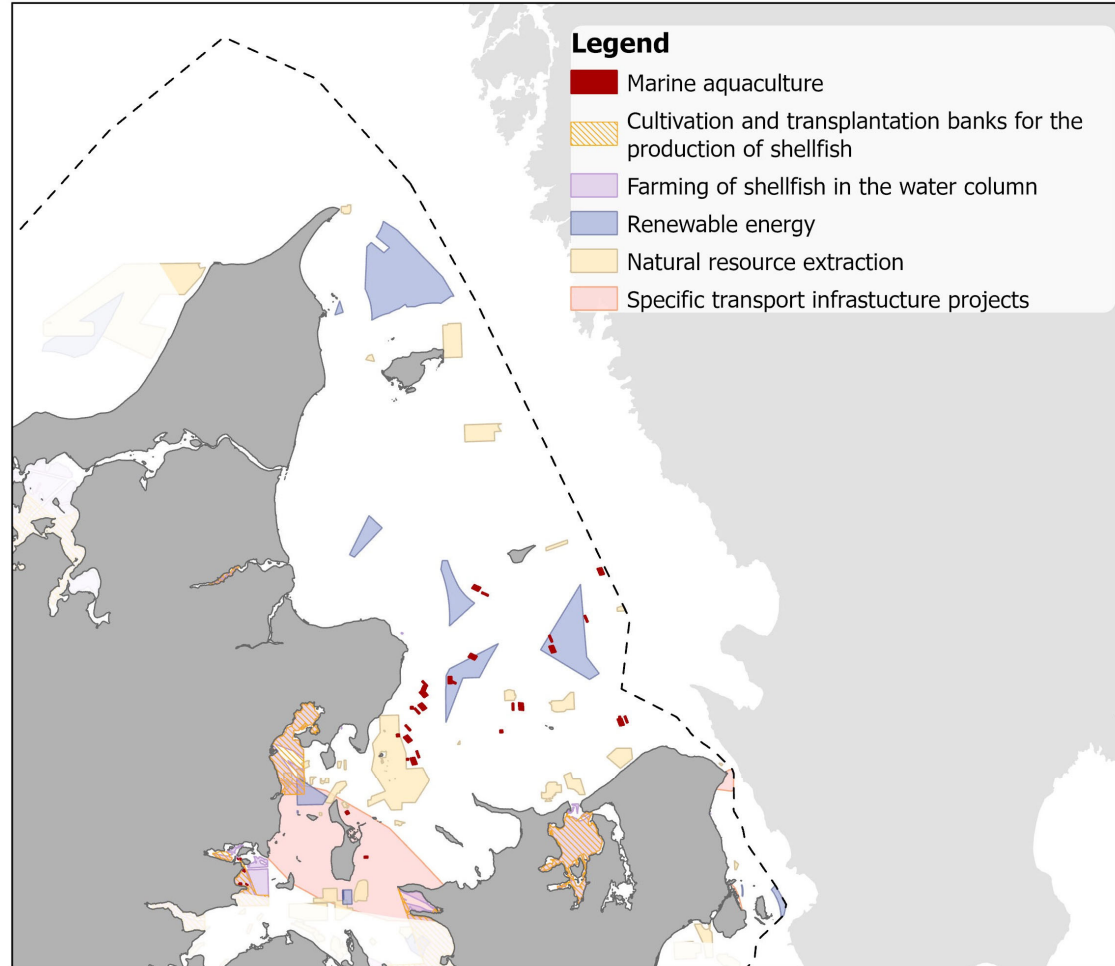 Legend
Marine aquaculture
Cultivation and transplantation banks for the
production of shellfish
Farming of shellfish in the water column
Renewable energy
Natural resource extraction
Specific transport infrastucture projects